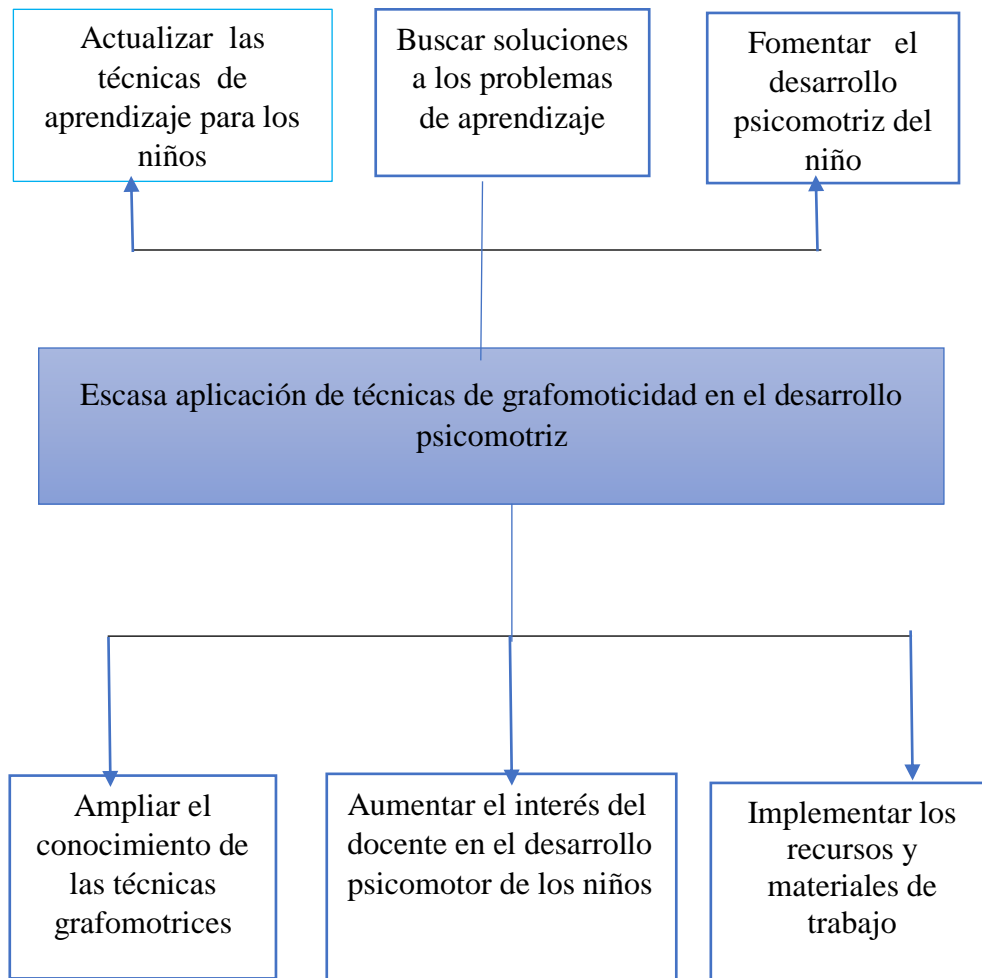 Actualizar las
técnicas de
aprendizaje para los
niños
Buscar soluciones
a los problemas
de aprendizaje
Fomentar el
desarrollo
psicomotriz del
niño
Escasa aplicación de técnicas de grafomoticidad en el desarrollo
psicomotriz
Ampliar el
conocimiento de
las técnicas
grafomotrices
Aumentar el interés del
docente en el desarrollo
psicomotor de los niños
Implementar los
recursos y
materiales de
trabajo